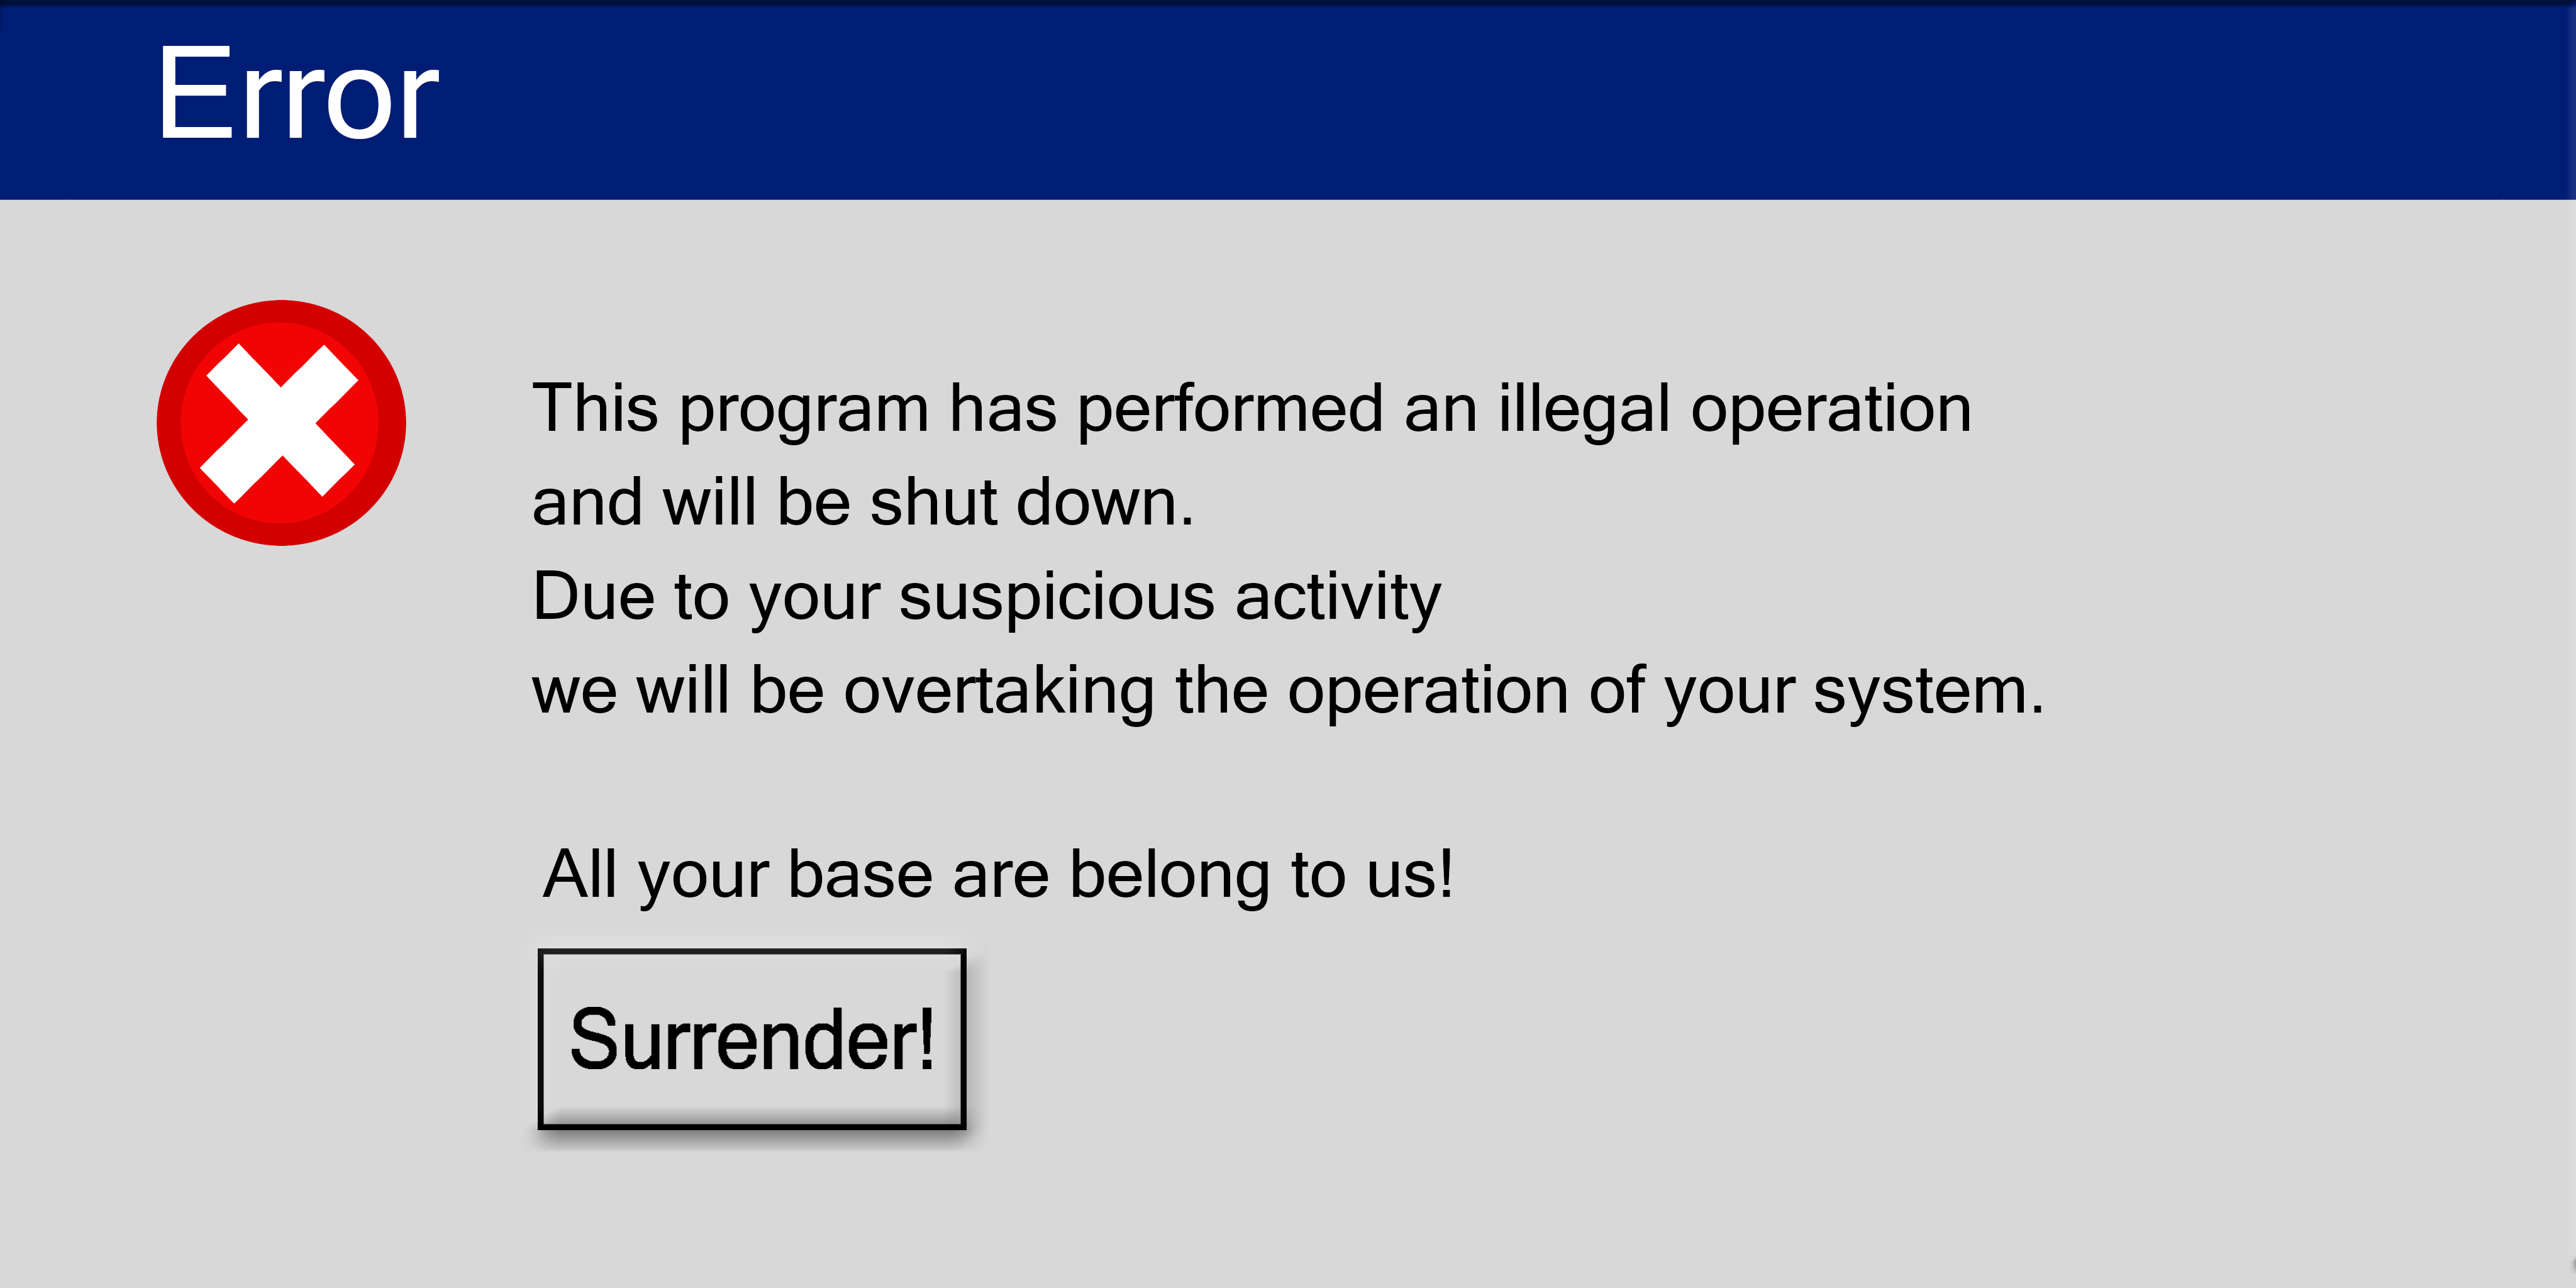 Error
This program has performed an illegal operation
and will be shut down.
Due to your suspicious activity
we will be overtaking the operation of your system.
All your base are belong to us!
Surrender!